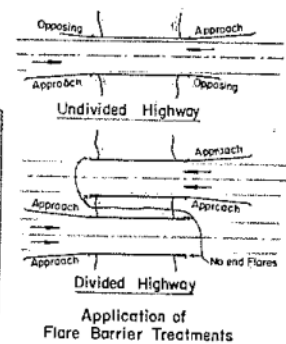 Opposing Approach
Approach Opposing
Undivided Highway
Approach
Approach Approach
Approach No end Flares
Divided Highway
Application of
Flare Barrier Treatments